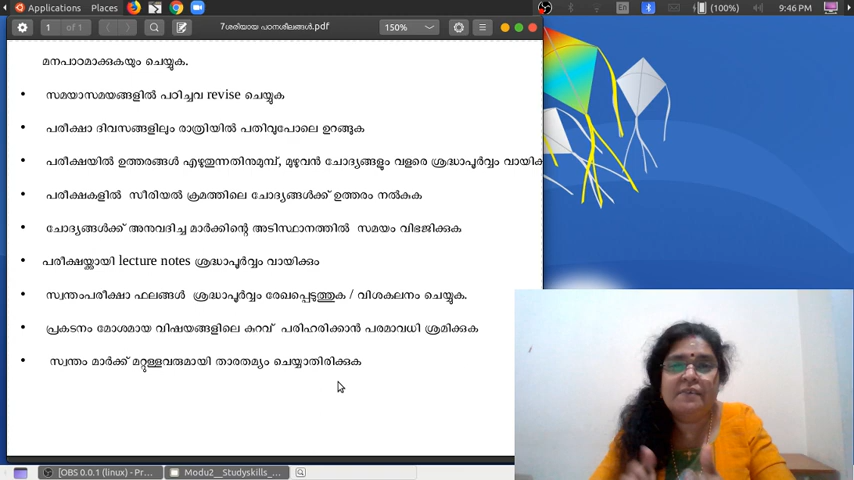 Applications Places En (100%) 9:46 PM
1 of 1 7ശരിയായ പഠനശീലങ്ങൾ.pdf 150%
മനപാഠമാക്കുകയും ചെയ്യുക.
• സമയാസമയങ്ങളിൽ പഠിച്ചവ revise ചെയ്യുക
• പരീക്ഷാ ദിവസങ്ങളിലും രാത്രിയിൽ പതിവുപോലെ ഉറങ്ങുക
• പരീക്ഷയിൽ ഉത്തരങ്ങൾ എഴുതുന്നതിനുമുമ്പ്, മുഴുവൻ ചോദ്യങ്ങളും വളരെ ശ്രദ്ധാപൂർവ്വം
• പരീക്ഷകളിൽ സീരിയൽ ക്രമത്തിലെ ചോദ്യങ്ങൾക്ക് ഉത്തരം നൽകുക
• ചോദ്യങ്ങൾക്ക് അനുവദിച്ച മാർക്കിന്റെ അടിസ്ഥാനത്തിൽ സമയം വിഭജിക്കുക
• പരീക്ഷയ്ക്കായി lecture notes ശ്രദ്ധാപൂർവ്വം വായിക്കും
• സ്വന്തംപരീക്ഷാ ഫലങ്ങൾ ശ്രദ്ധാപൂർവ്വം രേഖപ്പെടുത്തുക / വിശകലനം ചെയ്യുക.
• പ്രകടനം മോശമായ വിഷയങ്ങളിലെ കുറവ് പരിഹരിക്കാൻ പരമാവധി ശ്രമിക്കുക
• സ്വന്തം മാർക്ക് മറ്റുള്ളവരുമായി താരതമ്യം ചെയ്യാതിരിക്കുക
[OBS 0.0.1 (linux) - Pr... Modu2__Studyskills_...